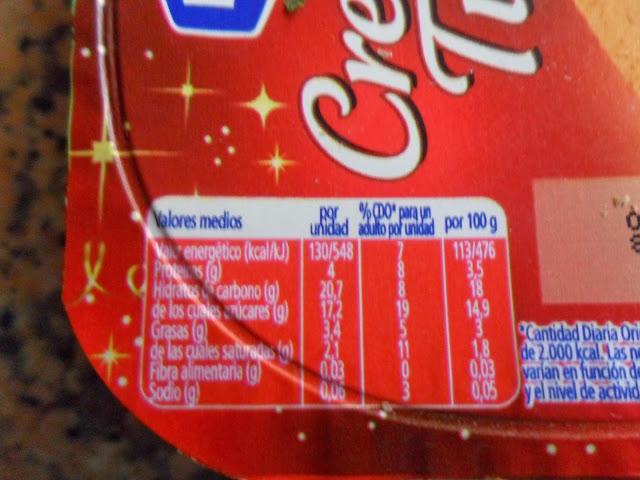 Cre
Tu
Valores medios por unidad %CDO* para un adulto por unidad por 100 g
Valor energético (kcal/kJ) 130/548 7 113/476
Proteínas (g) 4 8 3,5
Hidratos de carbono (g) 20,7 8 18
de los cuales azúcares (g) 17,2 19 14,9
Grasas (g) 3,4 5 3
de las cuales saturadas (g) 2,1 11 1,8
Fibra alimentaria (g) 0,03 0 0,03
Sodio (g) 0,06 3 0,05
*Cantidad Diaria Ori
de 2.000 kcal. Las ne
varían en función de
y el nivel de activid